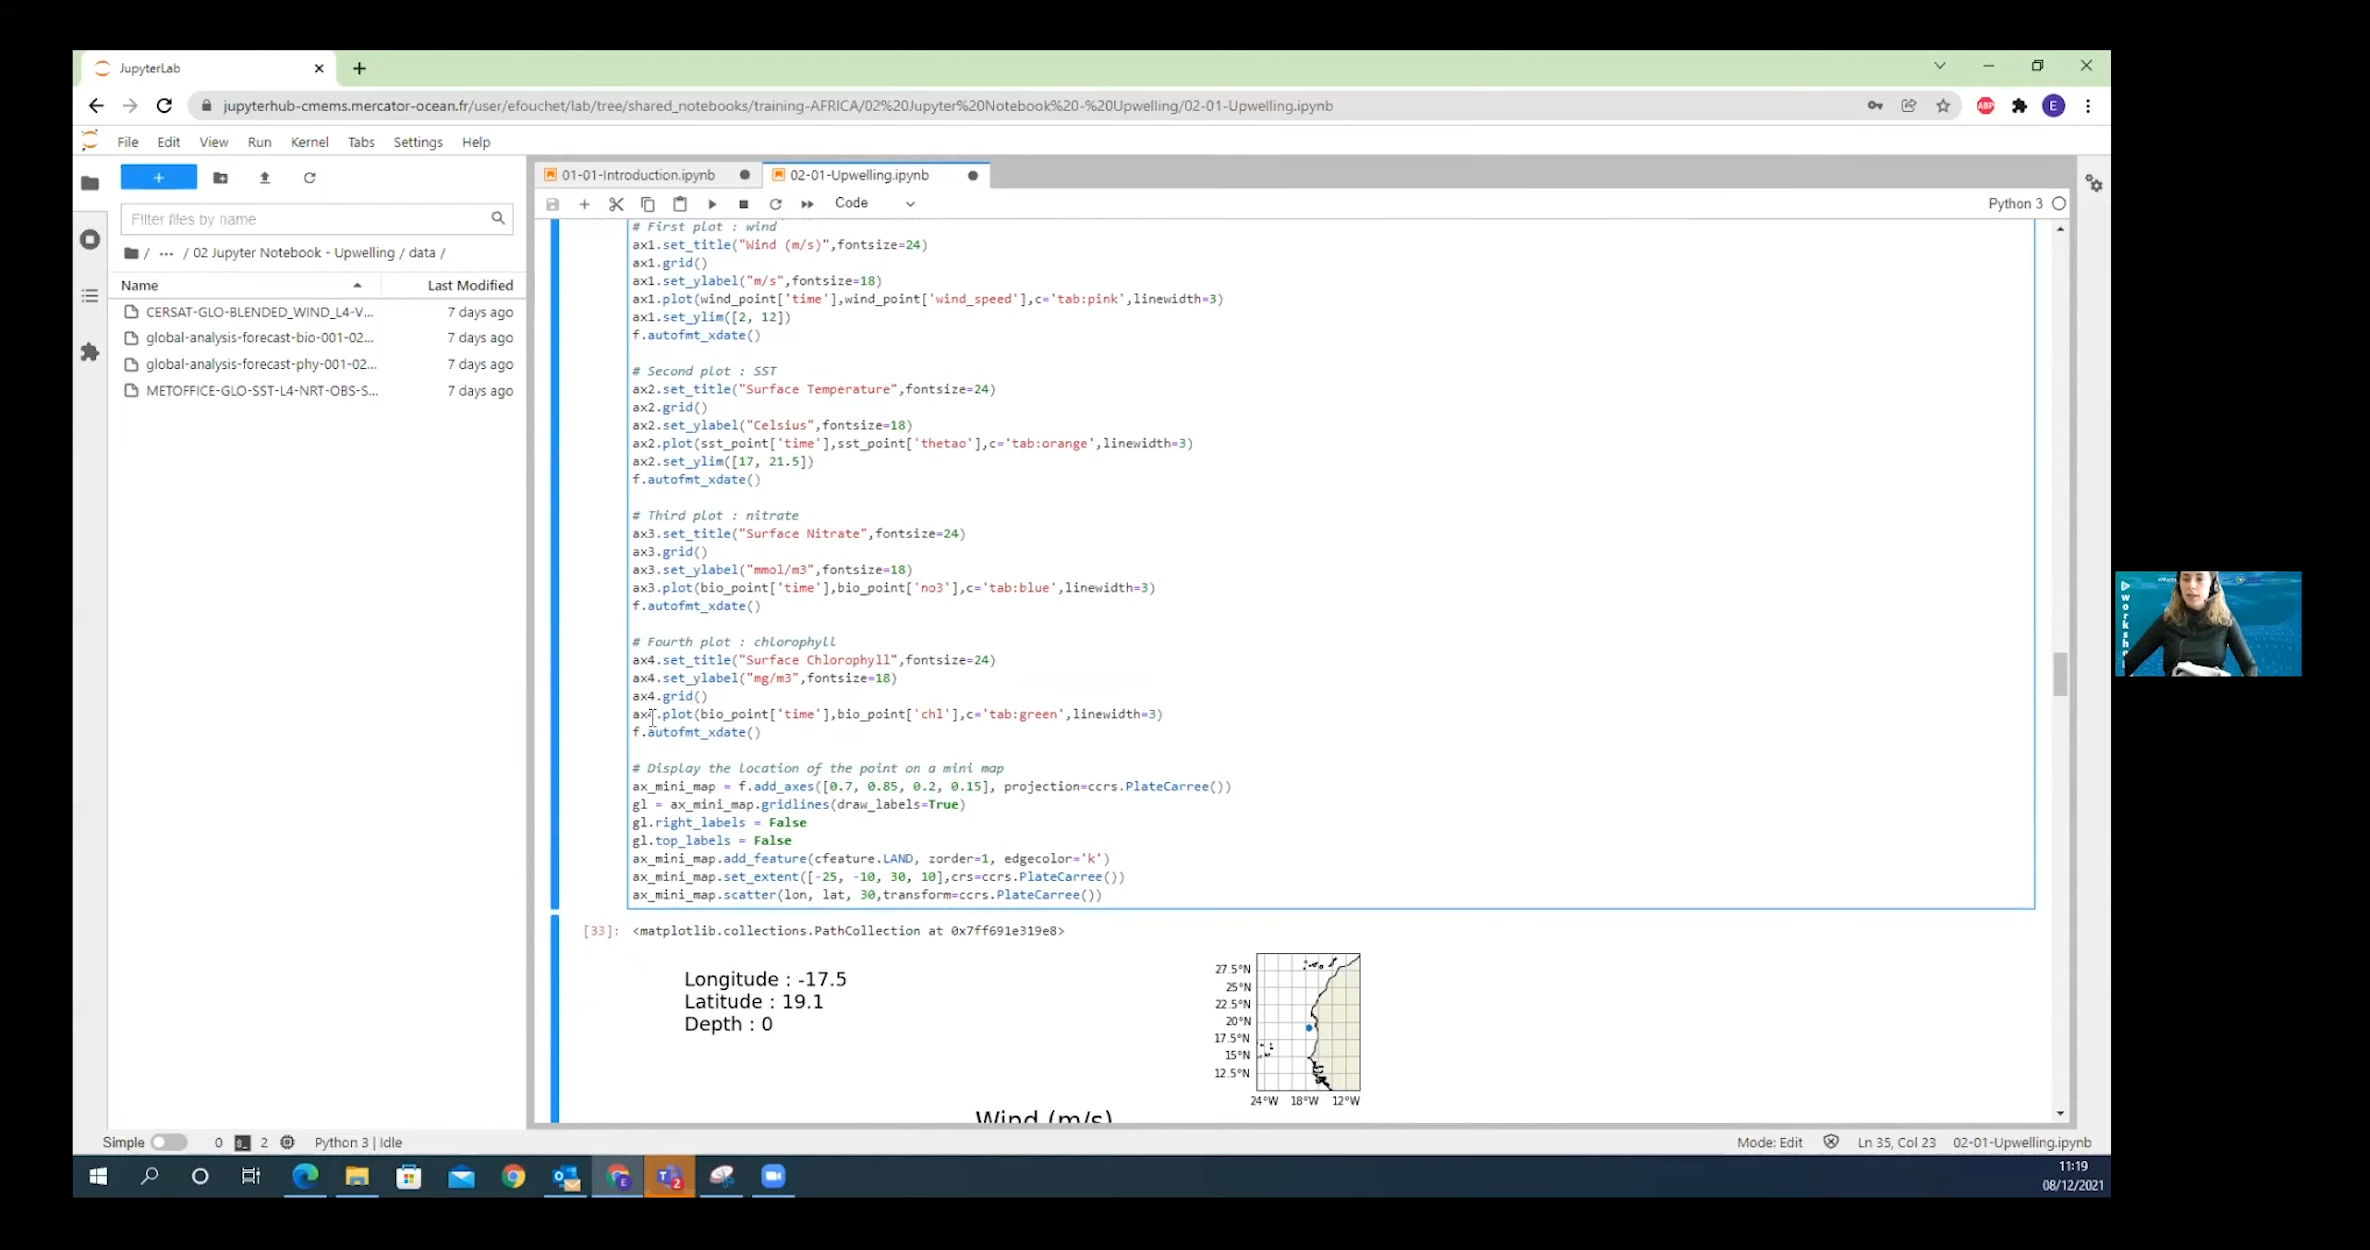 JupyterLab
jupyterhub-cmems.mercator-ocean.fr/user/efouchet/lab/tree/shared_notebooks/training-AFRICA/02%20Jupyter%20Notebook%20-%20Upwelling/02-01-Upwelling.ipynb
ABP
E
File Edit View Run Kernel Tabs Settings Help
01-01-Introduction.ipynb
02-01-Upwelling.ipynb
Code
Python 3
Filter files by name
/ ... / 02 Jupyter Notebook - Upwelling / data /
Name Last Modified
CERSAT-GLO-BLENDED_WIND_L4-V... 7 days ago
global-analysis-forecast-bio-001-02... 7 days ago
global-analysis-forecast-phy-001-02... 7 days ago
METOFFICE-GLO-SST-L4-NRT-OBS-S... 7 days ago
# First plot : wind
ax1.set_title("Wind (m/s)",fontsize=24)
ax1.grid()
ax1.set_ylabel("m/s",fontsize=18)
ax1.plot(wind_point['time'],wind_point['wind_speed'],c='tab:pink',linewidth=3)
ax1.set_ylim([2, 12])
f.autofmt_xdate()
# Second plot : SST
ax2.set_title("Surface Temperature",fontsize=24)
ax2.grid()
ax2.set_ylabel("Celsius",fontsize=18)
ax2.plot(sst_point['time'],sst_point['thetao'],c='tab:orange',linewidth=3)
ax2.set_ylim([17, 21.5])
f.autofmt_xdate()
# Third plot : nitrate
ax3.set_title("Surface Nitrate",fontsize=24)
ax3.grid()
ax3.set_ylabel("mmol/m3",fontsize=18)
ax3.plot(bio_point['time'],bio_point['no3'],c='tab:blue',linewidth=3)
f.autofmt_xdate()
# Fourth plot : chlorophyll
ax4.set_title("Surface Chlorophyll",fontsize=24)
ax4.set_ylabel("mg/m3",fontsize=18)
ax4.grid()
ax4.plot(bio_point['time'],bio_point['chl'],c='tab:green',linewidth=3)
f.autofmt_xdate()
# Display the location of the point on a mini map
ax_mini_map = f.add_axes([0.7, 0.85, 0.2, 0.15], projection=ccrs.PlateCarree())
gl = ax_mini_map.gridlines(draw_labels=True)
gl.right_labels = False
gl.top_labels = False
ax_mini_map.add_feature(cfeature.LAND, zorder=1, edgecolor='k')
ax_mini_map.set_extent([-25, -10, 30, 10],crs=ccrs.PlateCarree())
ax_mini_map.scatter(lon, lat, 30,transform=ccrs.PlateCarree())
[33]: <matplotlib.collections.PathCollection at 0x7ff691e319e8>
Longitude : -17.5
Latitude : 19.1
Depth : 0
27.5°N
25°N
22.5°N
20°N
17.5°N
15°N
12.5°N
24°W 18°W 12°W
Wind (m/s)
worksho
Simple 0 2 Python 3 | Idle
Mode: Edit Ln 35, Col 23 02-01-Upwelling.ipynb
11:19
08/12/2021